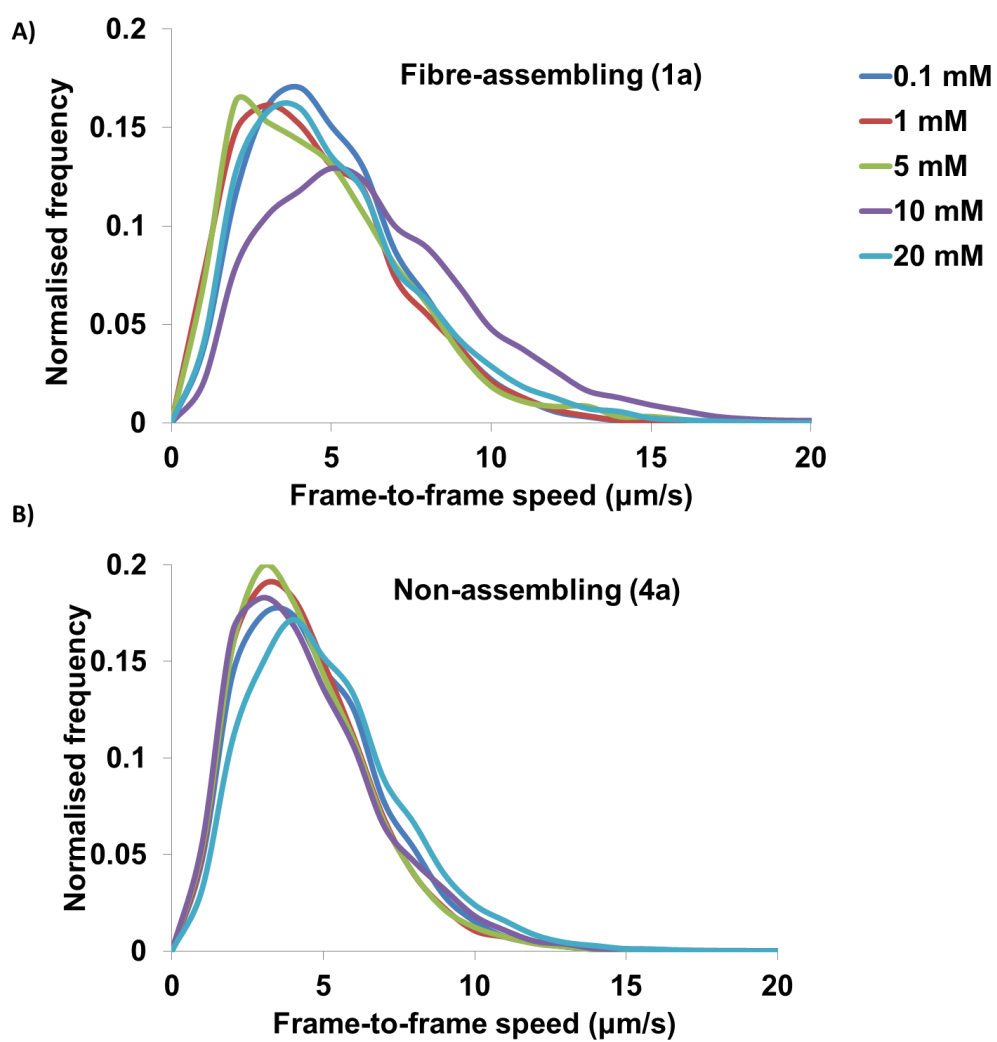 A)
Fibre-assembling (1a)
Normalised frequency
0.2
0.15
0.1
0.05
0
0 5 10 15 20
Frame-to-frame speed (µm/s)
0.1 mM
1 mM
5 mM
10 mM
20 mM
B)
Non-assembling (4a)
Normalised frequency
0.2
0.15
0.1
0.05
0
0 5 10 15 20
Frame-to-frame speed (µm/s)